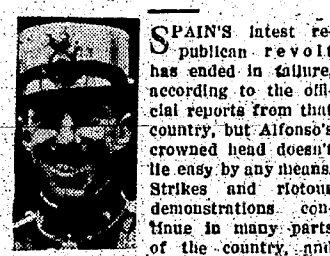 SPAIN'S latest re-
publican revolt
has ended in failure,
according to the offi-
cial reports from that
country, but Alfonso's
crowned head doesn't
lie easy by any means.
Strikes and riotous
demonstrations con-
tinue in many parts
of the country, and